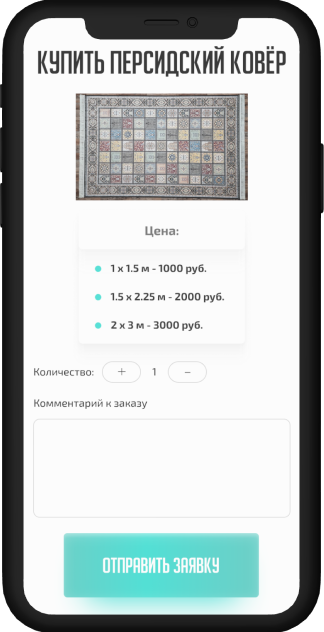 КУПИТЬ ПЕРСИДСКИЙ КОВЁР
Цена:
1 x 1.5 м - 1000 руб.
1.5 x 2.25 м - 2000 руб.
2 x 3 м - 3000 руб.
Количество: + 1 -
Комментарий к заказу
ОТПРАВИТЬ ЗАЯВКУ